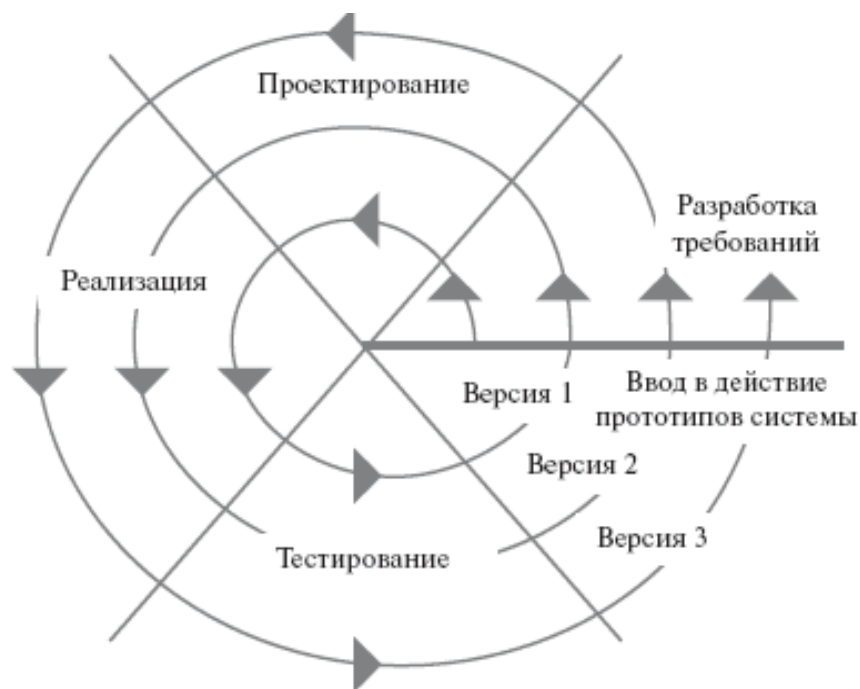 Проектирование
Разработка
требований
Реализация
Версия 1
Ввод в действие
прототипов системы
Версия 2
Версия 3
Тестирование